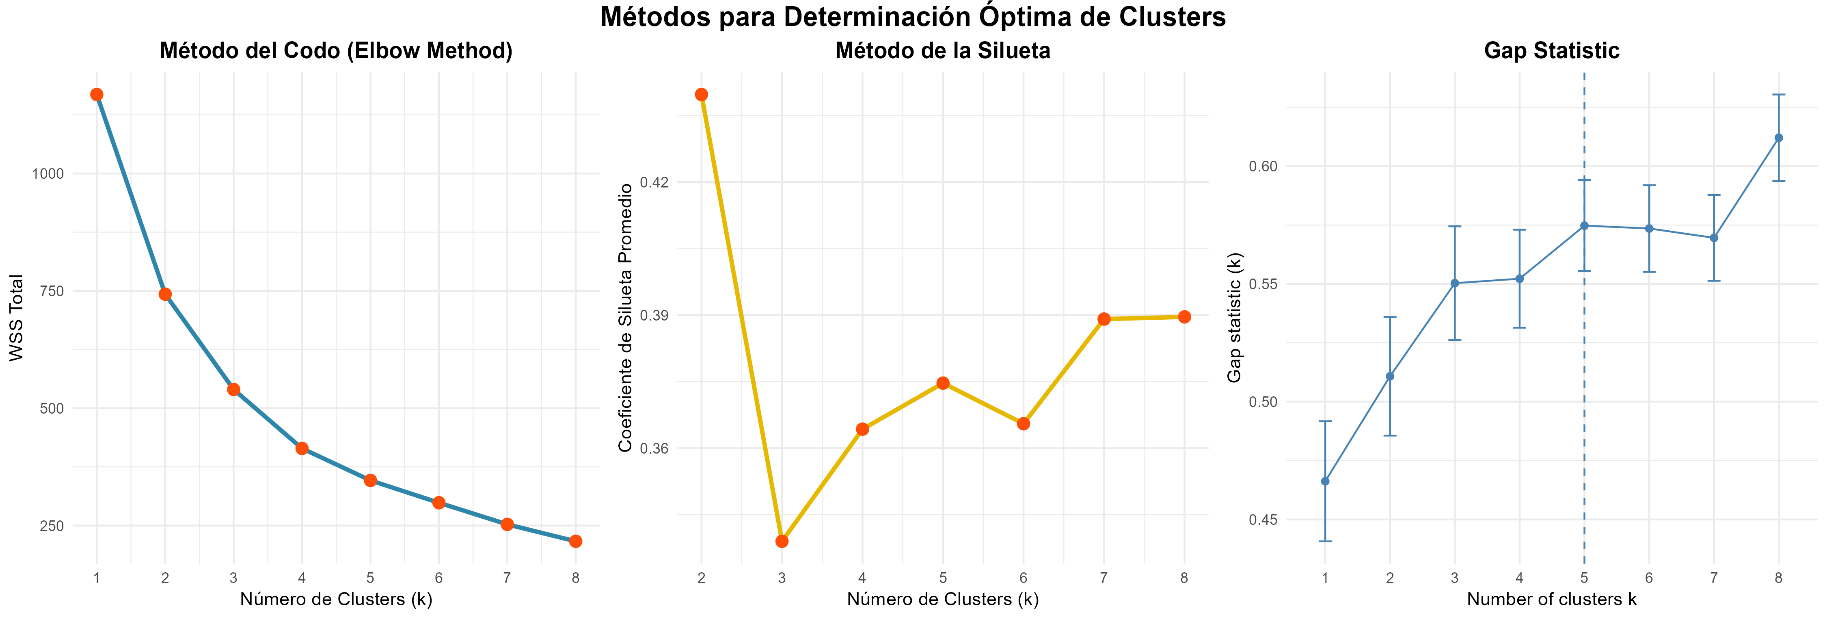 Métodos para Determinación Óptima de Clusters
Método del Codo (Elbow Method)
WSS Total
1000
750
500
250
1 2 3 4 5 6 7 8
Número de Clusters (k)
Método de la Silueta
Coeficiente de Silueta Promedio
0.42
0.39
0.36
2 3 4 5 6 7 8
Número de Clusters (k)
Gap Statistic
Gap statistic (k)
0.60
0.55
0.50
0.45
1 2 3 4 5 6 7 8
Number of clusters k